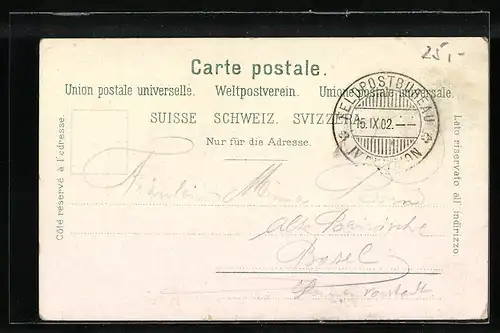 25,-
Carte postale.
Union postale universelle. Weltpostverein. Unione postale universale.
SUISSE SCHWEIZ. SVIZZERA
Nur für die Adresse.
Côté réservé à l'adresse.
Lato riservato all' indirizzo
FELDPOSTBUREAU
15.IX.02.--
DIVISION
Fräulein
Basel